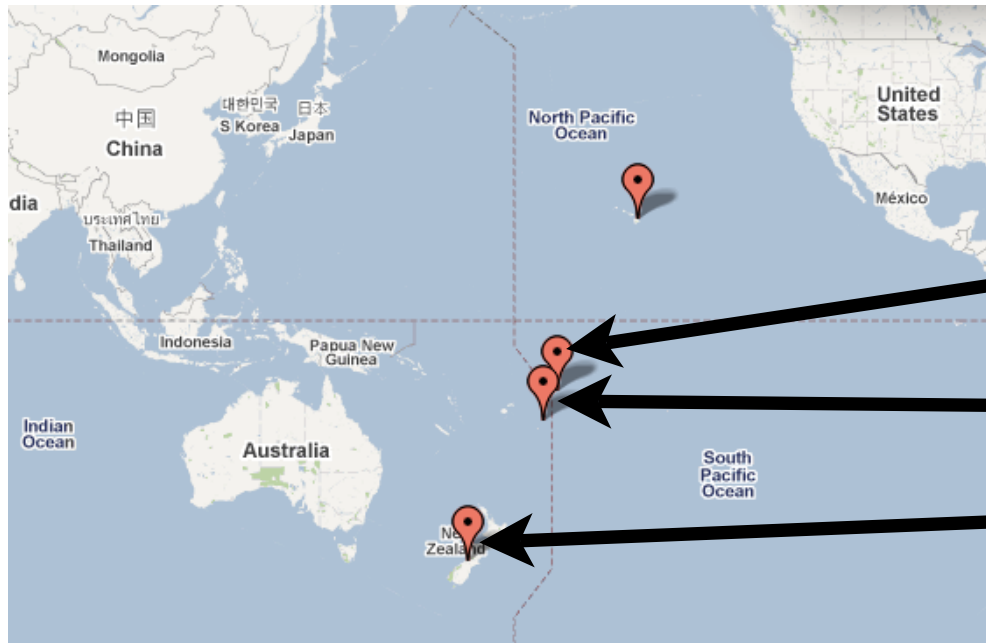 Mongolia
中国
China
대한민국
S Korea
日本
Japan
dia
ประเทศไทย
Thailand
North Pacific
Ocean
United
States
México
Indonesia
Papua New
Guinea
Indian
Ocean
Australia
South
Pacific
Ocean
Zealand